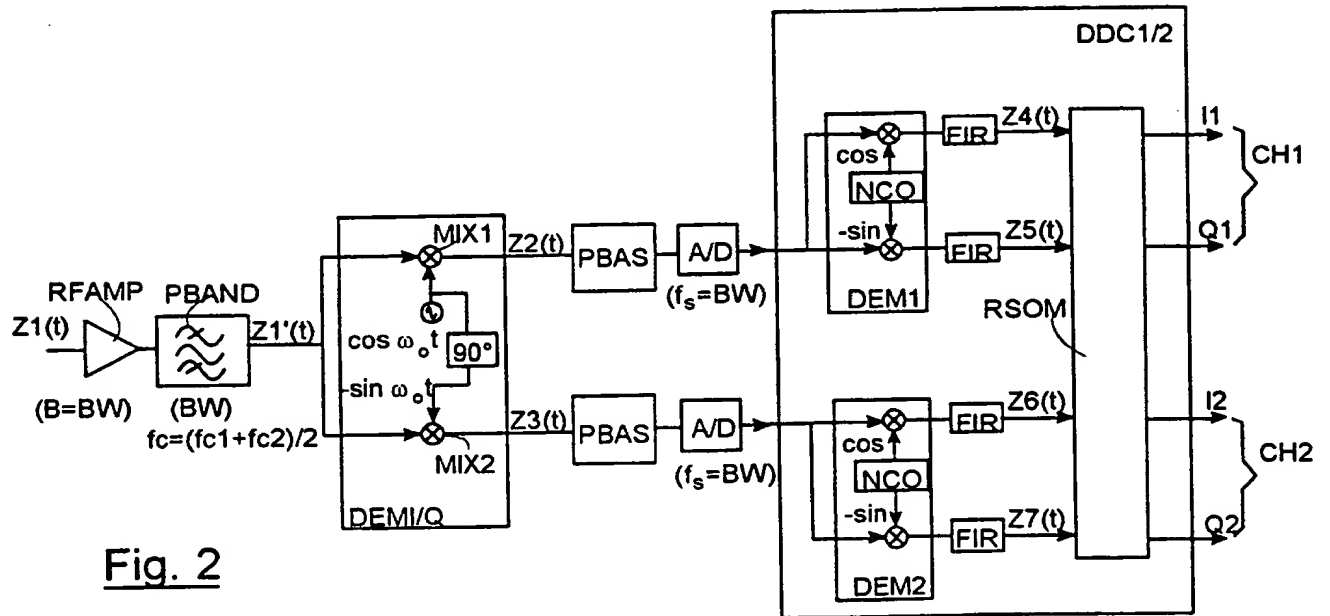 DDC1/2
RFAMP
PBAND
Z1(t)
Z1'(t)
(B=BW)
(BW)
fc=(fc1+fc2)/2
MIX1
cos ω₀t
90°
-sin ω₀t
MIX2
DEMI/Q
Z2(t)
PBAS
A/D
(fₛ=BW)
Z3(t)
PBAS
A/D
(fₛ=BW)
cos
NCO
-sin
DEM1
FIR
Z4(t)
FIR
Z5(t)
cos
NCO
-sin
DEM2
FIR
Z6(t)
FIR
Z7(t)
RSOM
I1
Q1
CH1
I2
Q2
CH2
Fig. 2